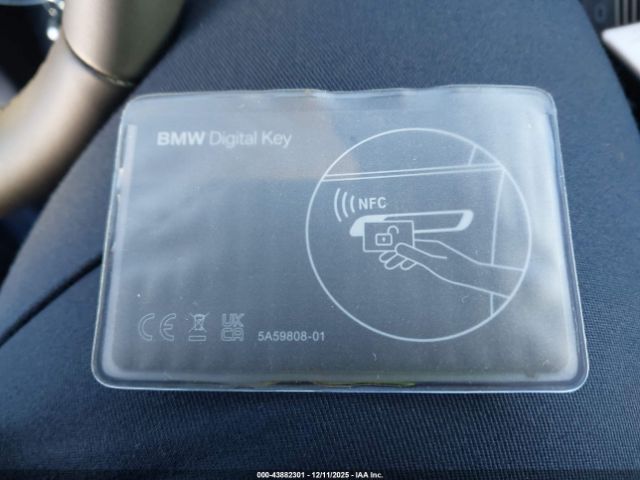 BMW Digital Key
NFC
CE UK CA 5A59808-01
000-43882301 - 12/11/2025 - IAA Inc.